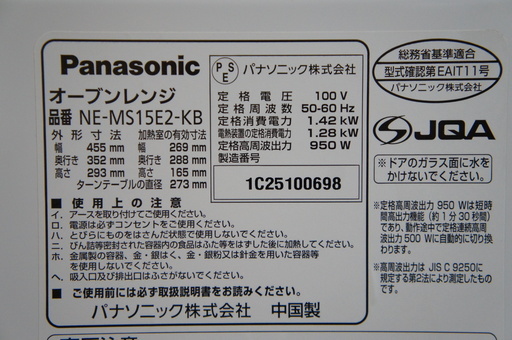 Panasonic
オーブンレンジ
品番 NE-MS15E2-KB
外形寸法 加熱室の有効寸法
幅 455 mm 幅 269 mm
奥行き 352 mm 奥行き 288 mm
高さ 293 mm 高さ 165 mm
ターンテーブルの直径 273 mm
P S E パナソニック株式会社
定格電圧 100 V
定格周波数 50-60 Hz
定格消費電力 1.42 kW
電熱装置の定格消費電力 1.28 kW
定格高周波出力 950 W
製造番号
1C25100698
■ 使用上の注意
イ. アースを取り付けてご使用ください。
ロ. 電源は必ずコンセントをご使用ください。
ハ. とびらにものをはさんだ状態で使用しないでください。
ニ. びん詰等密封された容器内の食品はふた等をはずした後に加熱してください。
ホ. 金属製の容器、金・銀はく、金・銀粉又は針金を用いた容器等
を使用しないでください。
ヘ. 吸気口及び排出口はふさがないでください。
■ ご使用前には必ず取扱説明書をお読みください。
パナソニック株式会社 中国製
総務省基準適合
型式確認第EAIT11号
パナソニック株式会社
JQA
※ドアのガラス面に水を
かけないでください。
※定格高周波出力 950 Wは短時
間高出力機能（約1分30秒間）
であり、動作途中で定格連続高周
波出力500 Wに自動的に切り換
わります。
※高周波出力は JIS C 9250に
規定する第2法により測定したもの
です。